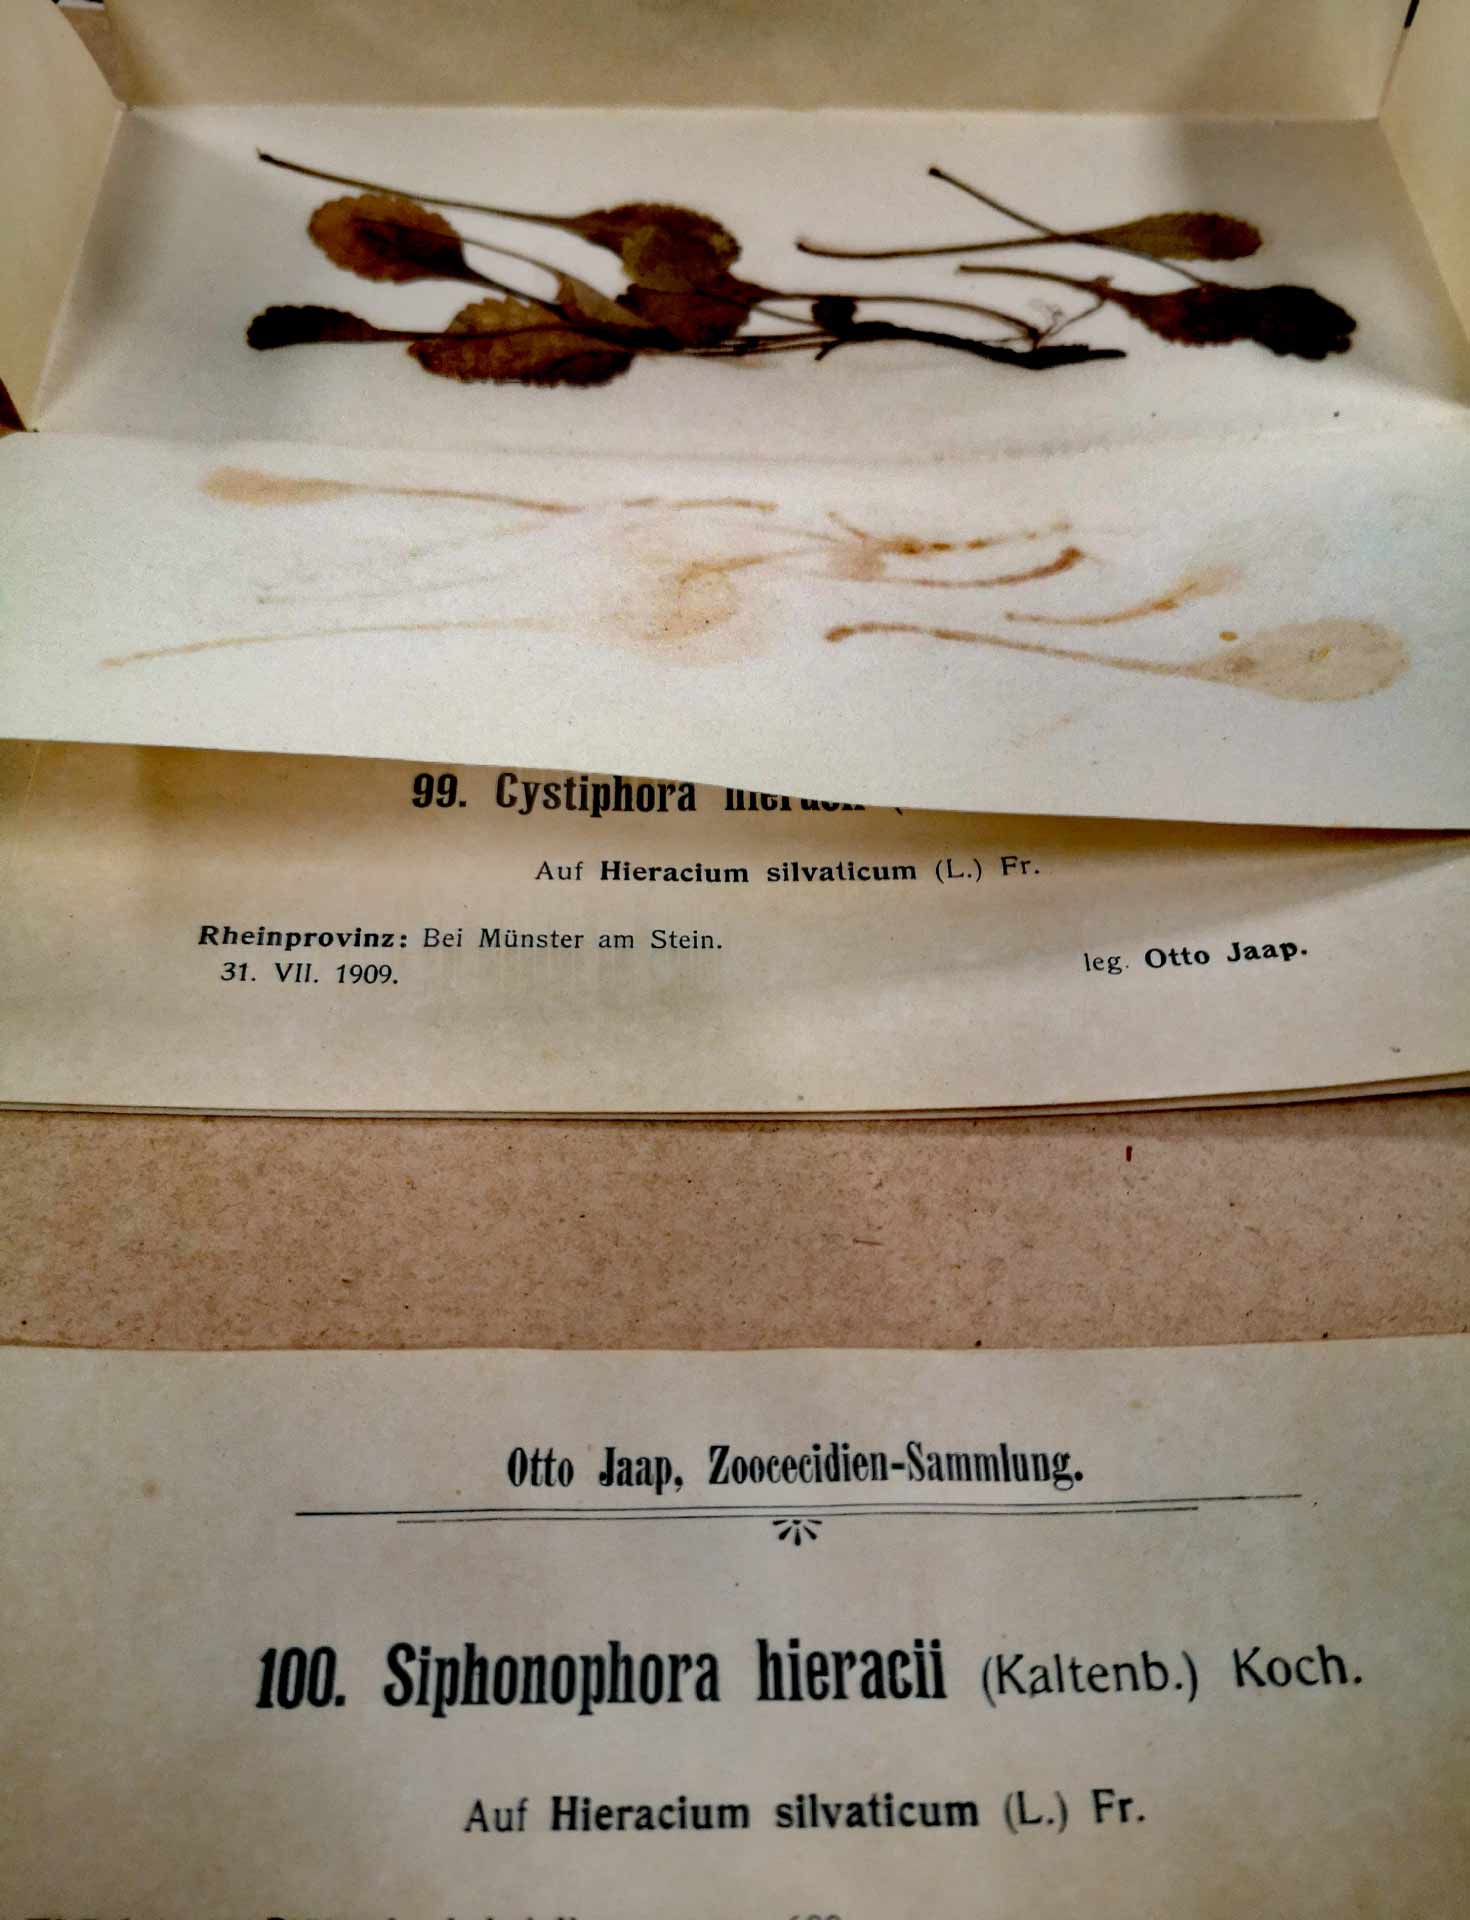 99. Cystiphora
Auf Hieracium silvaticum (L.) Fr.
Rheinprovinz: Bei Münster am Stein.
31. VII. 1909.
leg. Otto Jaap.
Otto Jaap, Zoocecidien-Sammlung.
100. Siphonophora hieracii (Kaltenb.) Koch.
Auf Hieracium silvaticum (L.) Fr.